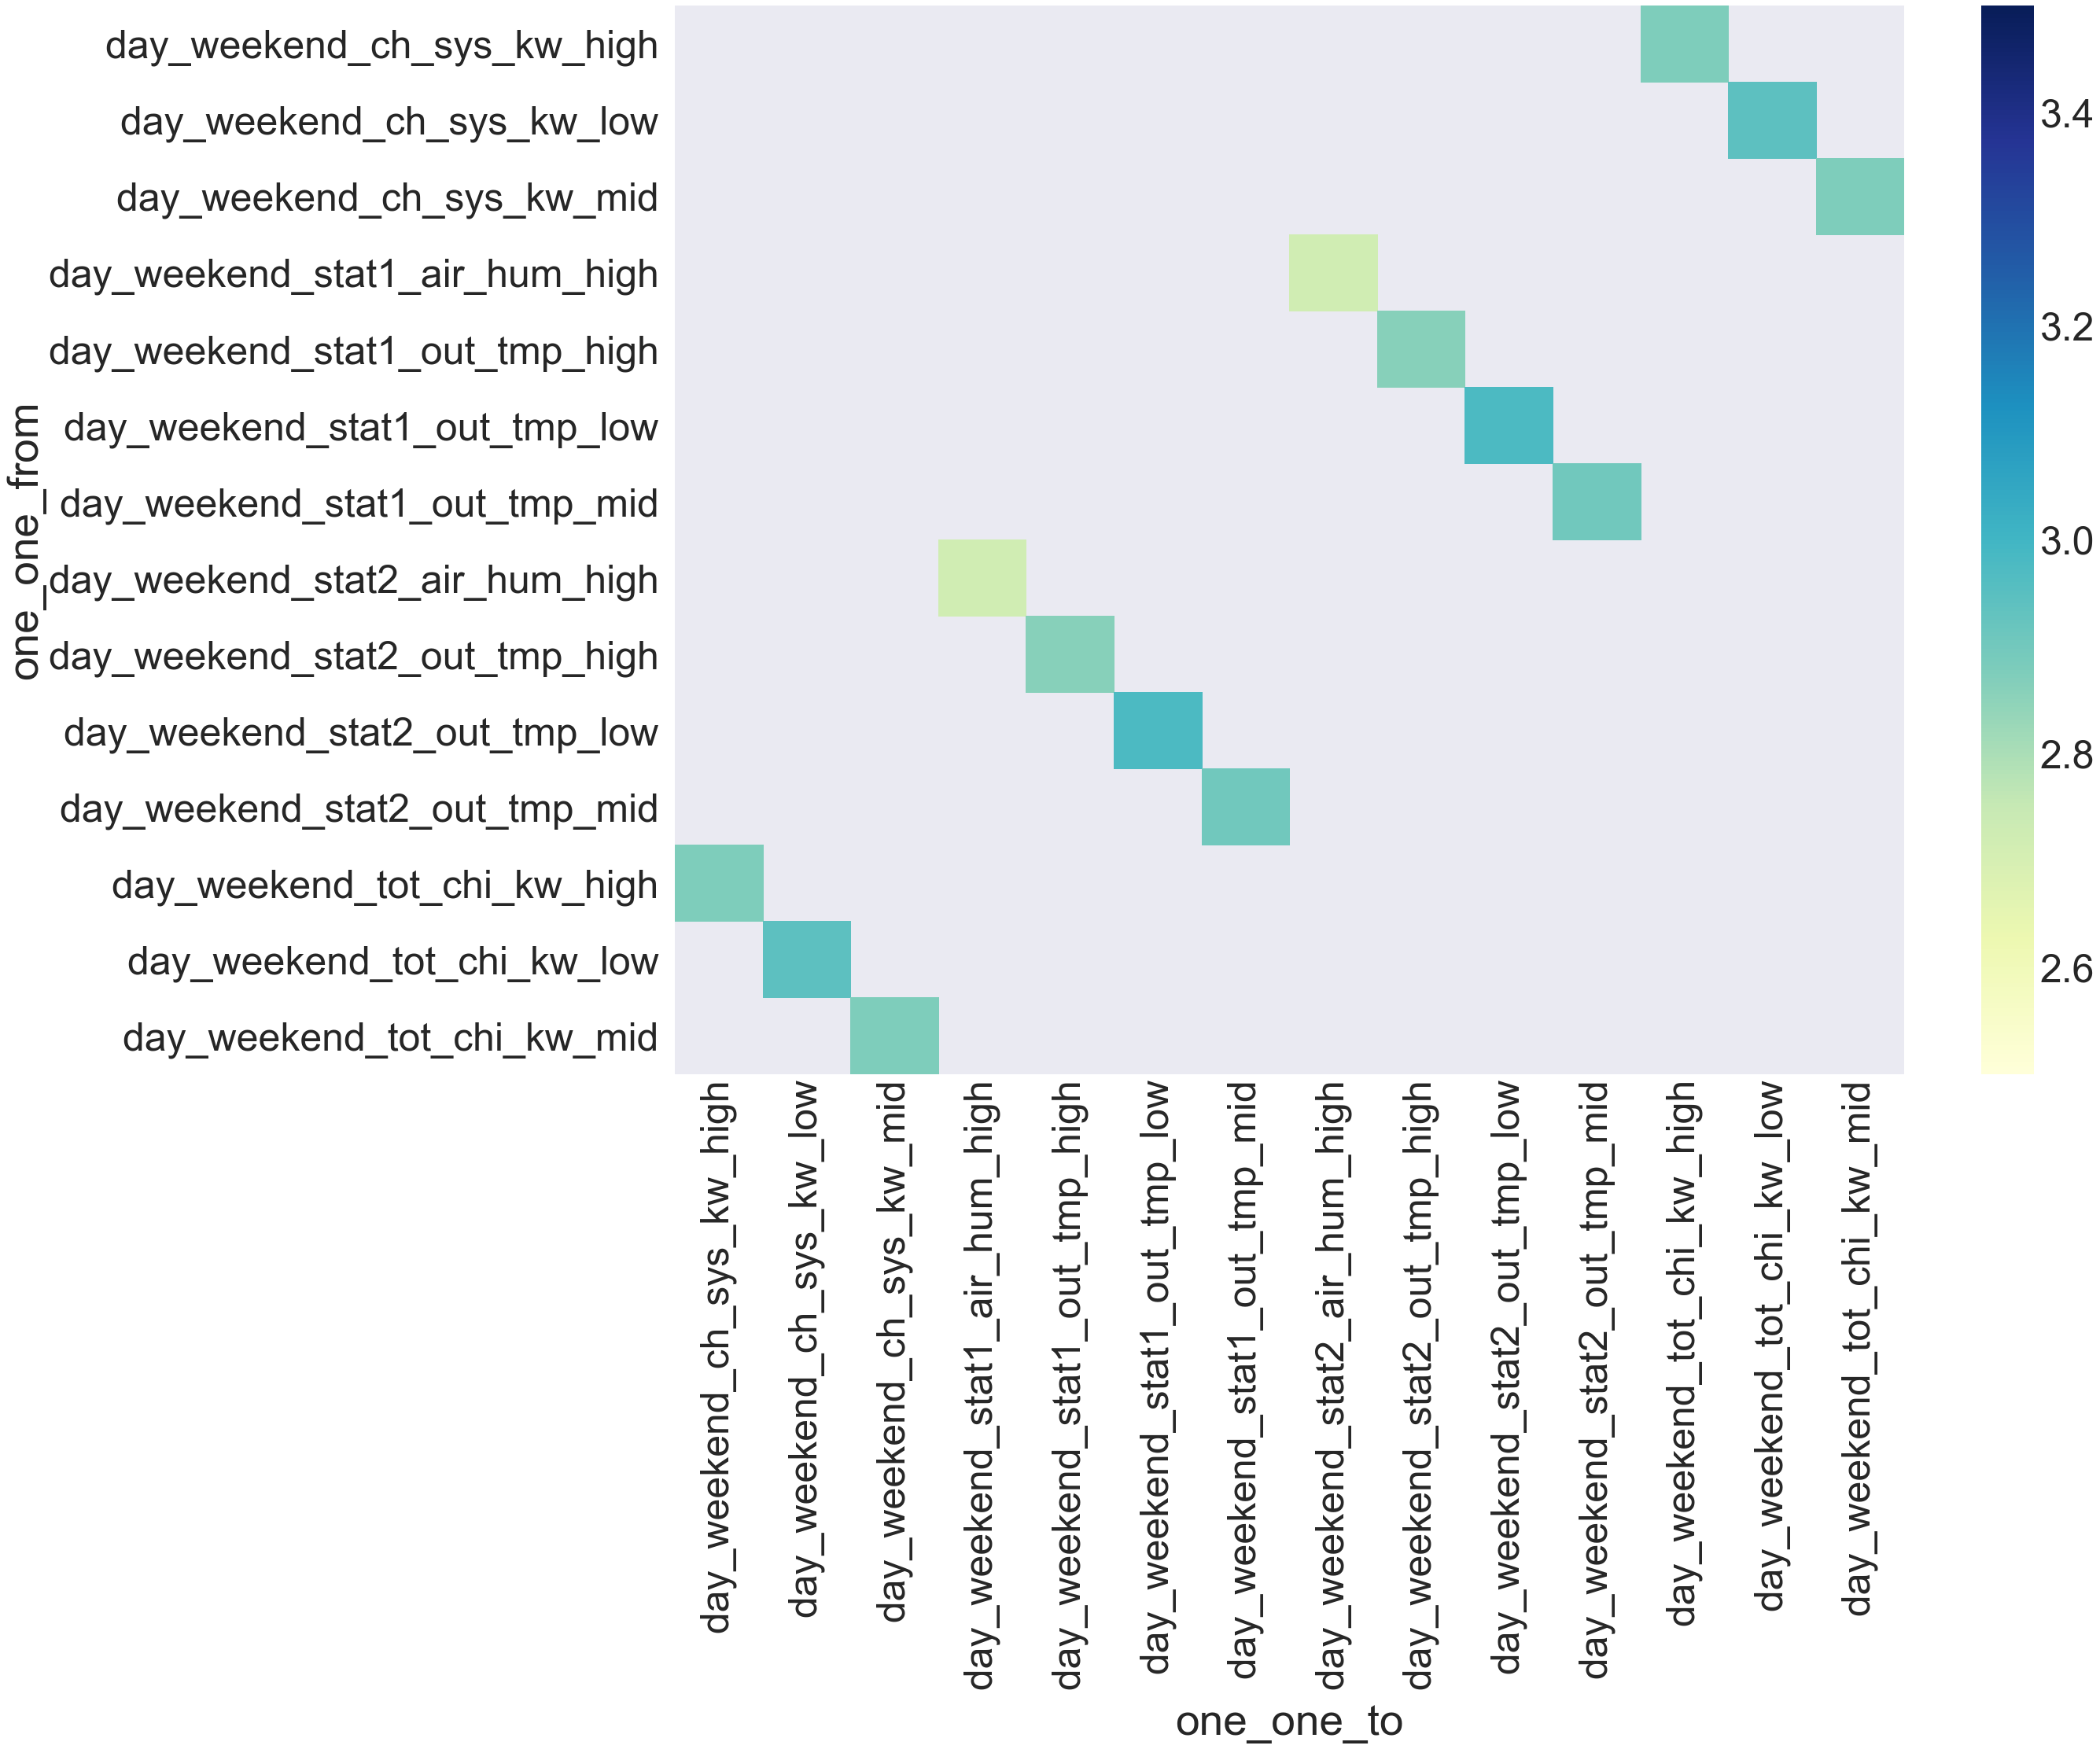 day_weekend_ch_sys_kw_high
day_weekend_ch_sys_kw_low
day_weekend_ch_sys_kw_mid
day_weekend_stat1_air_hum_high
day_weekend_stat1_out_tmp_high
day_weekend_stat1_out_tmp_low
day_weekend_stat1_out_tmp_mid
day_weekend_stat2_air_hum_high
day_weekend_stat2_out_tmp_high
day_weekend_stat2_out_tmp_low
day_weekend_stat2_out_tmp_mid
day_weekend_tot_chi_kw_high
day_weekend_tot_chi_kw_low
day_weekend_tot_chi_kw_mid
one_one_from
day_weekend_ch_sys_kw_high
day_weekend_ch_sys_kw_low
day_weekend_ch_sys_kw_mid
day_weekend_stat1_air_hum_high
day_weekend_stat1_out_tmp_high
day_weekend_stat1_out_tmp_low
day_weekend_stat1_out_tmp_mid
day_weekend_stat2_air_hum_high
day_weekend_stat2_out_tmp_high
day_weekend_stat2_out_tmp_low
day_weekend_stat2_out_tmp_mid
day_weekend_tot_chi_kw_high
day_weekend_tot_chi_kw_low
day_weekend_tot_chi_kw_mid
one_one_to
3.4
3.2
3.0
2.8
2.6